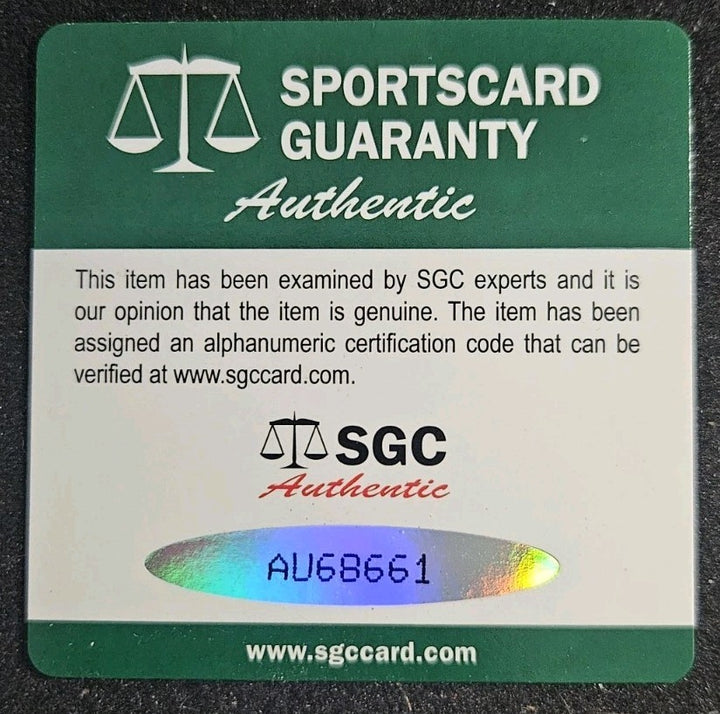 SPORTSCARD
GUARANTY
Authentic
This item has been examined by SGC experts and it is
our opinion that the item is genuine. The item has been
assigned an alphanumeric certification code that can be
verified at www.sgccard.com.
SGC
Authentic
AU68661
www.sgccard.com